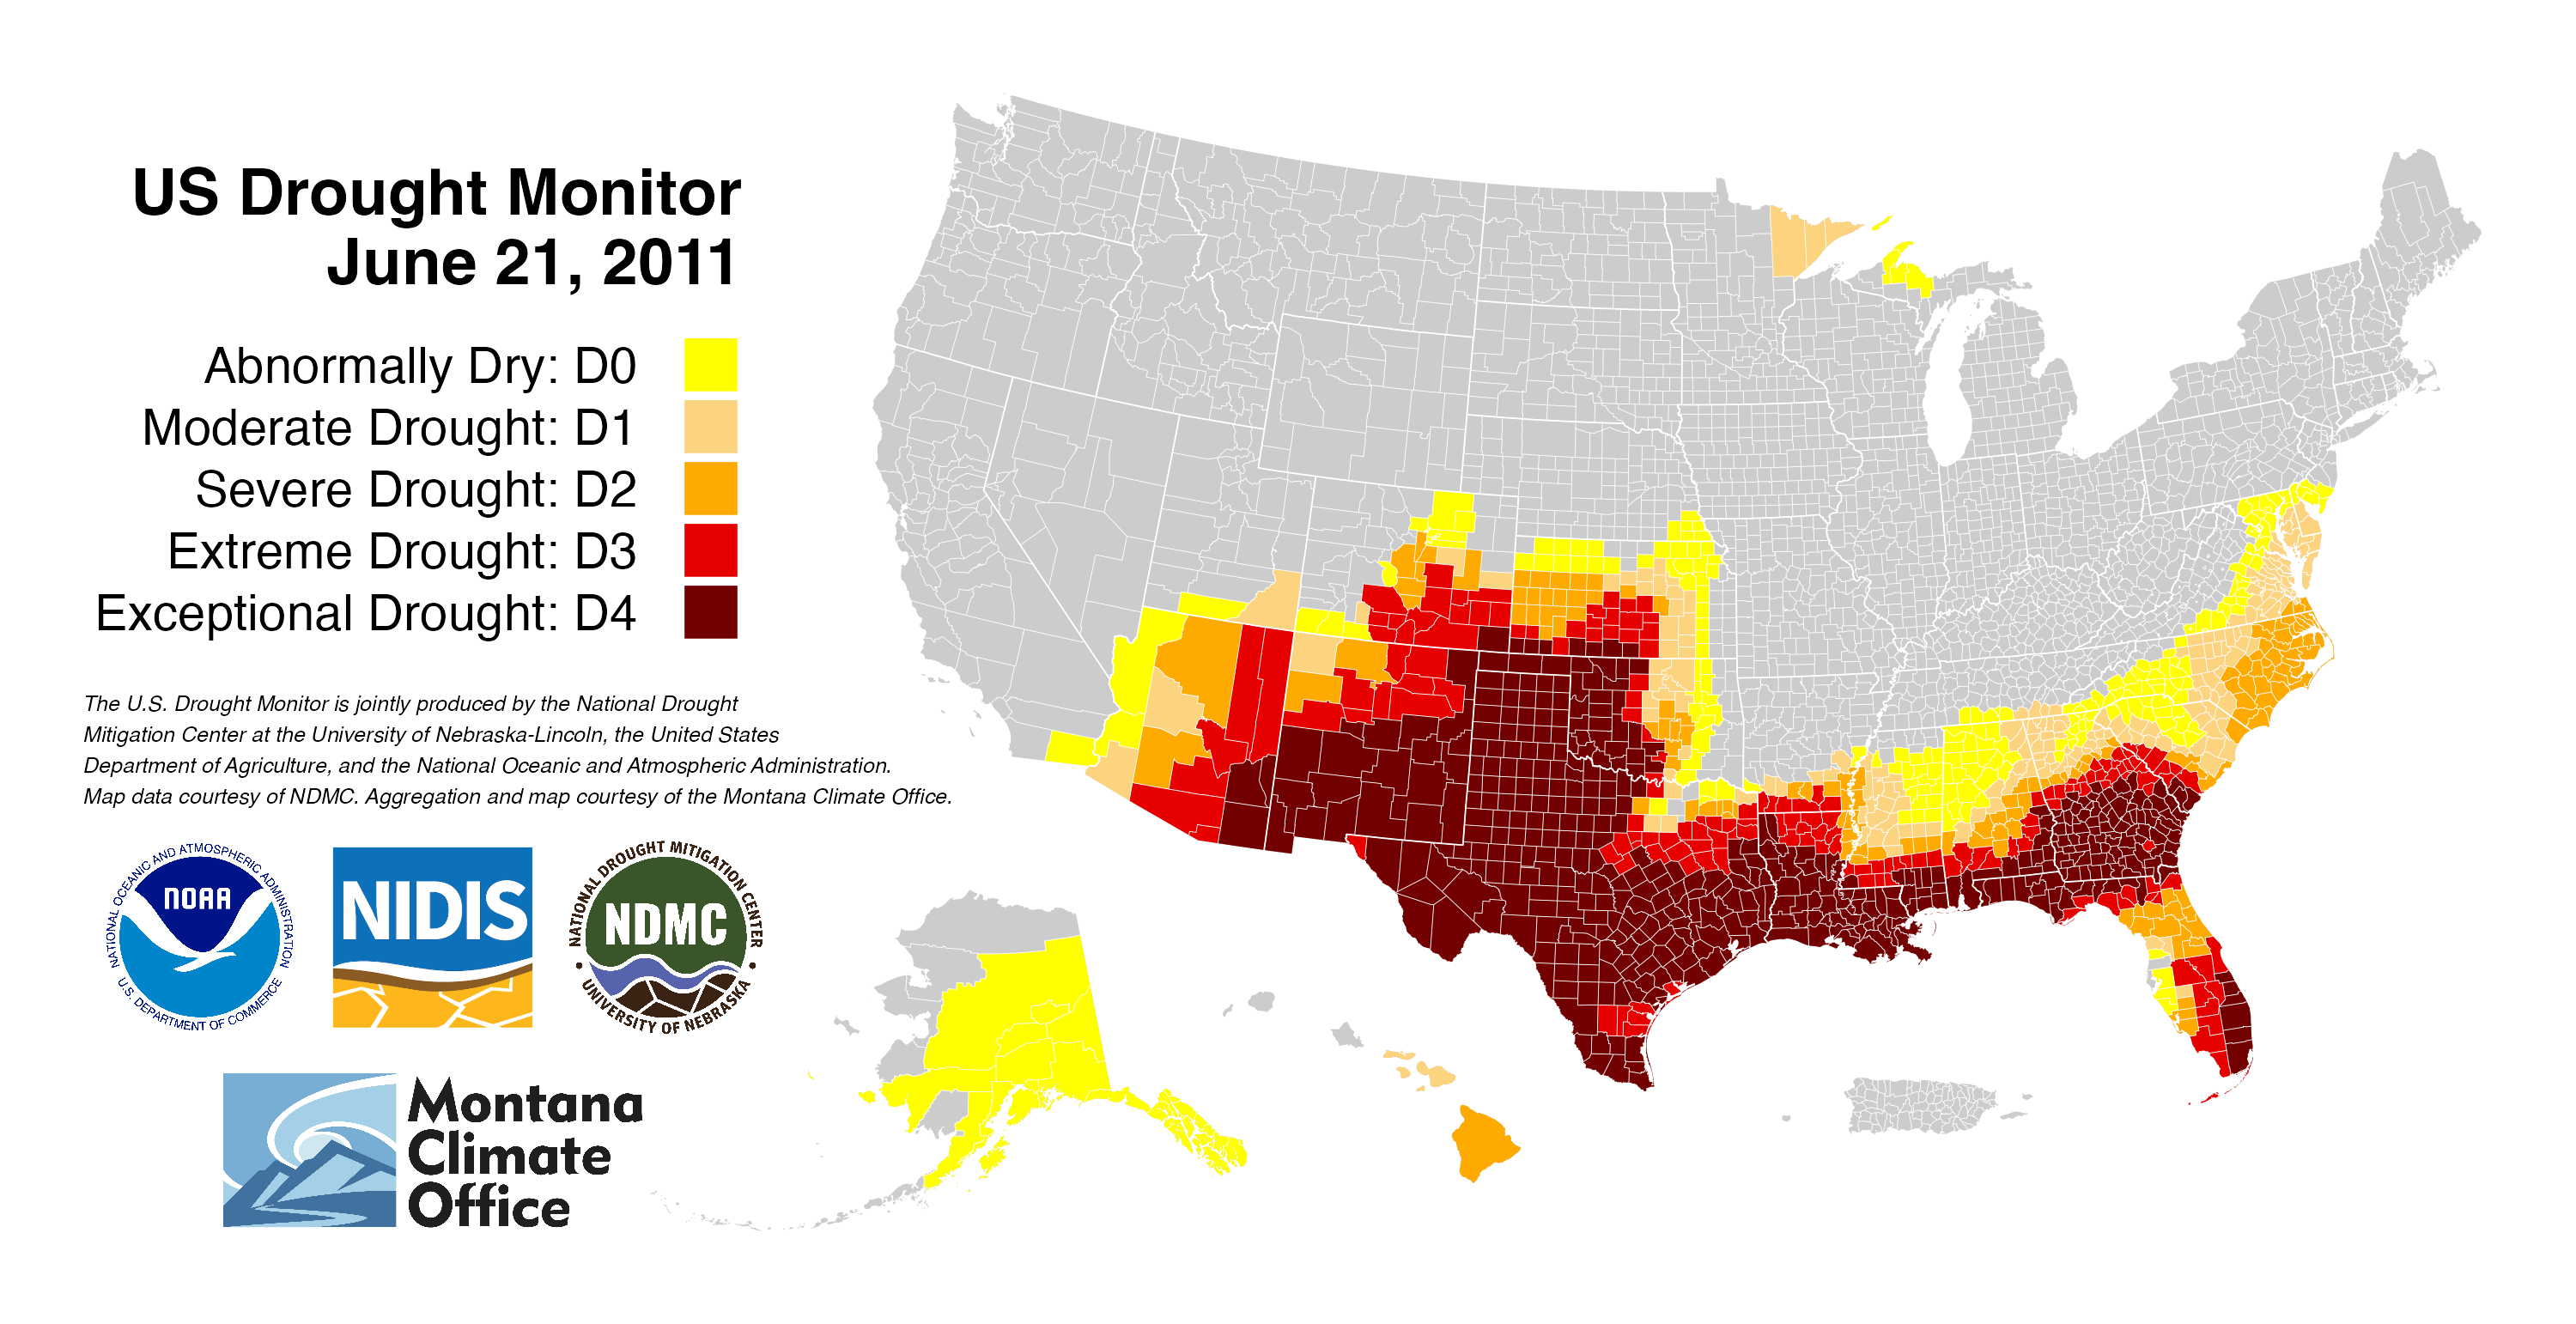 US Drought Monitor
June 21, 2011
Abnormally Dry: D0
Moderate Drought: D1
Severe Drought: D2
Extreme Drought: D3
Exceptional Drought: D4
The U.S. Drought Monitor is jointly produced by the National Drought
Mitigation Center at the University of Nebraska-Lincoln, the United States
Department of Agriculture, and the National Oceanic and Atmospheric Administration.
Map data courtesy of NDMC. Aggregation and map courtesy of the Montana Climate Office.
NATIONAL OCEANIC AND ATMOSPHERIC ADMINISTRATION
NOAA
U.S. DEPARTMENT OF COMMERCE
NIDIS
NATIONAL DROUGHT MITIGATION CENTER
NDMC
UNIVERSITY OF NEBRASKA
Montana
Climate
Office